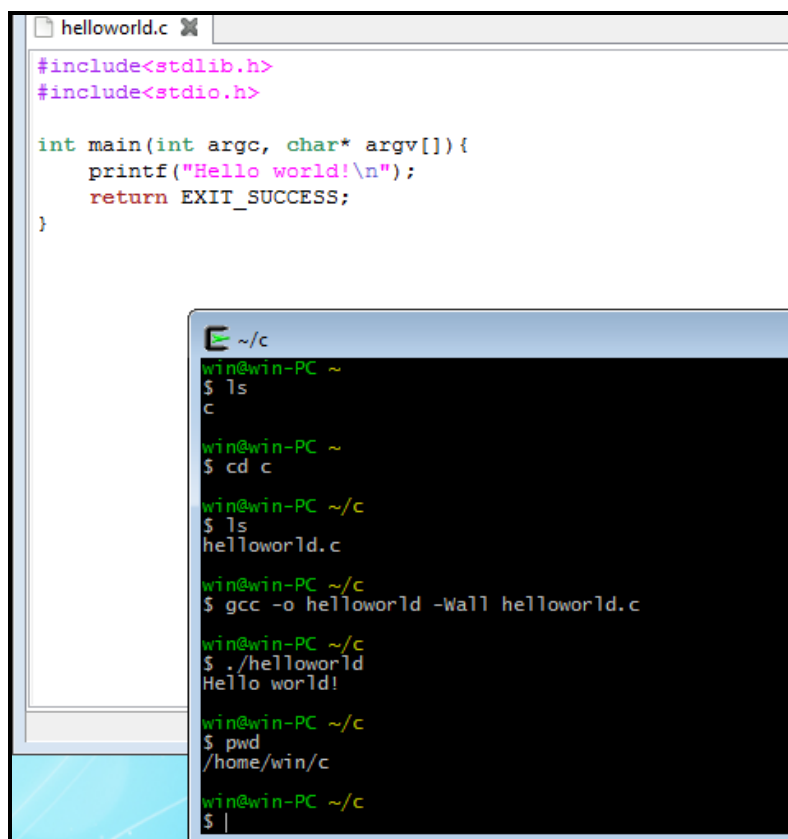 helloworld.c
#include<stdlib.h>
#include<stdio.h>
int main(int argc, char* argv[]){
printf("Hello world!\n");
return EXIT_SUCCESS;
}
~/c
win@win-PC ~
$ ls
c
win@win-PC ~
$ cd c
win@win-PC ~/c
$ ls
helloworld.c
win@win-PC ~/c
$ gcc -o helloworld -Wall helloworld.c
win@win-PC ~/c
$ ./helloworld
Hello world!
win@win-PC ~/c
$ pwd
/home/win/c
win@win-PC ~/c
$